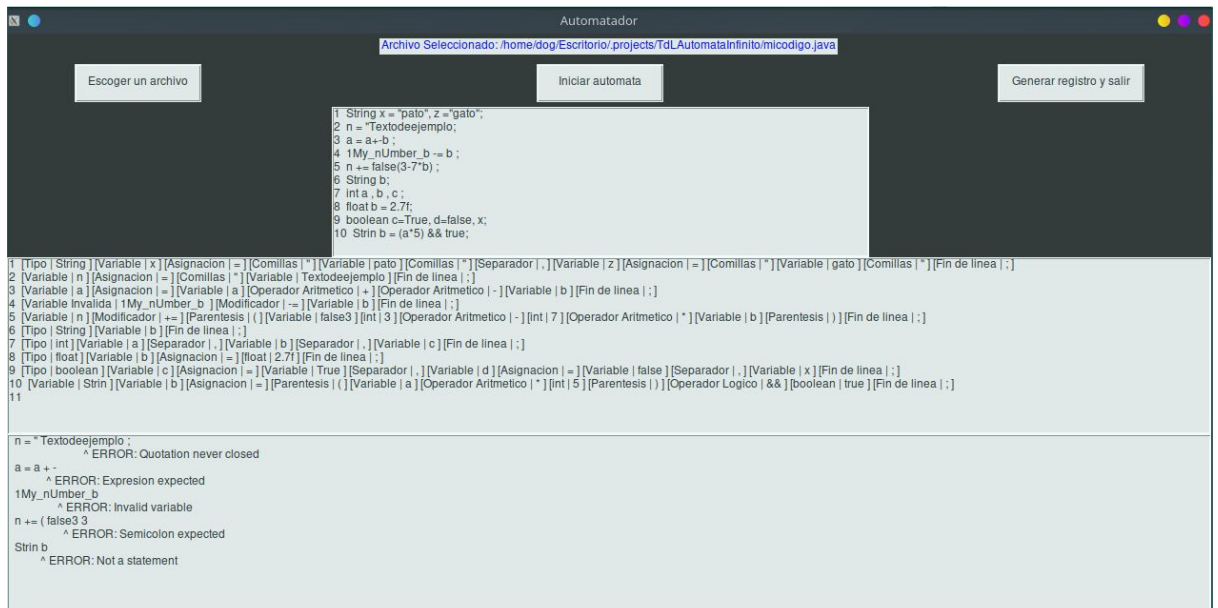 Automatador
Archivo Seleccionado: /home/dog/Escritorio/.projects/TdLAutomataInfinito/micodigo.java
Escoger un archivo
Iniciar automata
Generar registro y salir
1 String x = "pato", z ="gato";
2 n = "Textodeejemplo;
3 a = a+-b ;
4 1My_nUmber_b -= b ;
5 n += false(3-7*b) ;
6 String b;
7 int a , b , c ;
8 float b = 2.7f;
9 boolean c=True, d=false, x;
10 Strin b = (a*5) && true;
1 [Tipo | String ] [Variable | x ] [Asignacion | = ] [Comillas | " ] [Variable | pato ] [Comillas | " ] [Separador | , ] [Variable | z ] [Asignacion | = ] [Comillas | " ] [Variable | gato ] [Comillas | " ] [Fin de linea | ; ]
2 [Variable | n ] [Asignacion | = ] [Comillas | " ] [Variable | Textodeejemplo ] [Fin de linea | ; ]
3 [Variable | a ] [Asignacion | = ] [Variable | a ] [Operador Aritmetico | + ] [Operador Aritmetico | - ] [Variable | b ] [Fin de linea | ; ]
4 [Variable Invalida | 1My_nUmber_b ] [Modificador | -= ] [Variable | b ] [Fin de linea | ; ]
5 [Variable | n ] [Modificador | += ] [Parentesis | ( ] [Variable | false3 ] [int | 3 ] [Operador Aritmetico | - ] [int | 7 ] [Operador Aritmetico | * ] [Variable | b ] [Parentesis | ) ] [Fin de linea | ; ]
6 [Tipo | String ] [Variable | b ] [Fin de linea | ; ]
7 [Tipo | int ] [Variable | a ] [Separador | , ] [Variable | b ] [Separador | , ] [Variable | c ] [Fin de linea | ; ]
8 [Tipo | float ] [Variable | b ] [Asignacion | = ] [float | 2.7f ] [Fin de linea | ; ]
9 [Tipo | boolean ] [Variable | c ] [Asignacion | = ] [Variable | True ] [Separador | , ] [Variable | d ] [Asignacion | = ] [Variable | false ] [Separador | , ] [Variable | x ] [Fin de linea | ; ]
10 [Variable | Strin ] [Variable | b ] [Asignacion | = ] [Parentesis | ( ] [Variable | a ] [Operador Aritmetico | * ] [int | 5 ] [Parentesis | ) ] [Operador Logico | && ] [boolean | true ] [Fin de linea | ; ]
11
n = " Textodeejemplo ;
^ ERROR: Quotation never closed
a = a + -
^ ERROR: Expresion expected
1My_nUmber_b
^ ERROR: Invalid variable
n += ( false3 3
^ ERROR: Semicolon expected
Strin b
^ ERROR: Not a statement